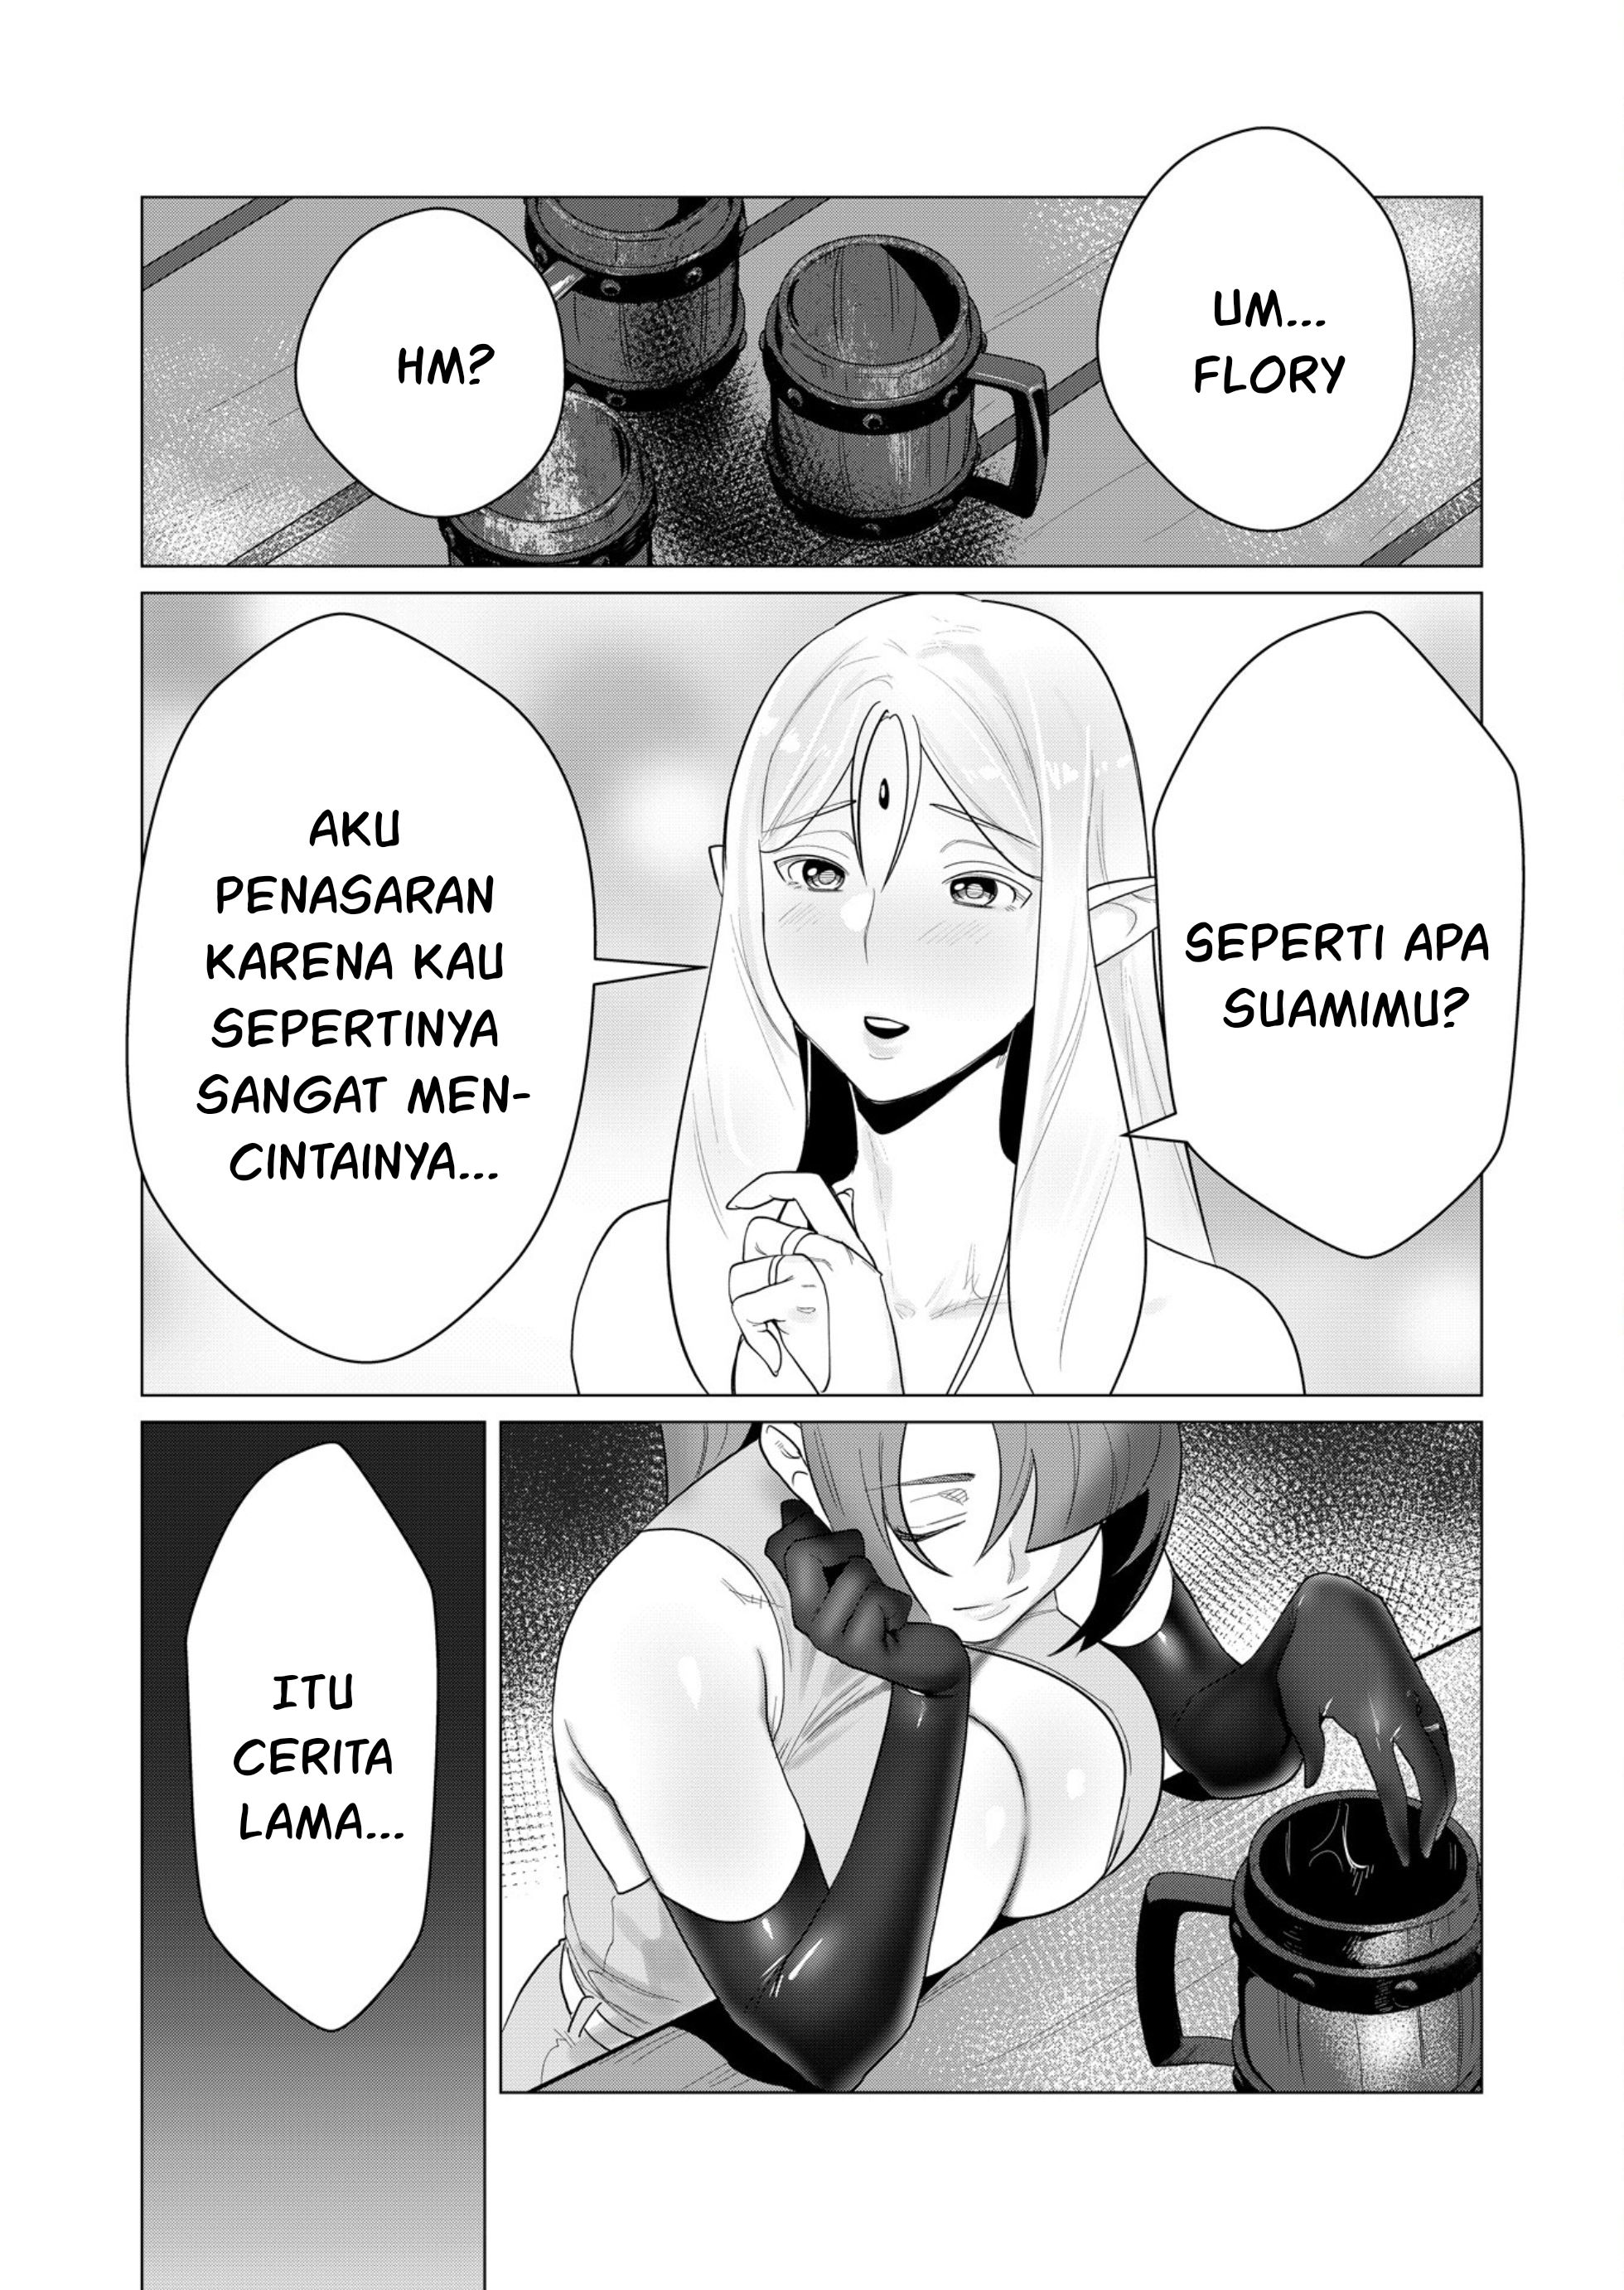 UM...
FLORY
HM?
SEPERTI APA
SUAMIMU?
AKU
PENASARAN
KARENA KAU
SEPERTINYA
SANGAT MEN-
CINTAINYA...
ITU
CERITA
LAMA...